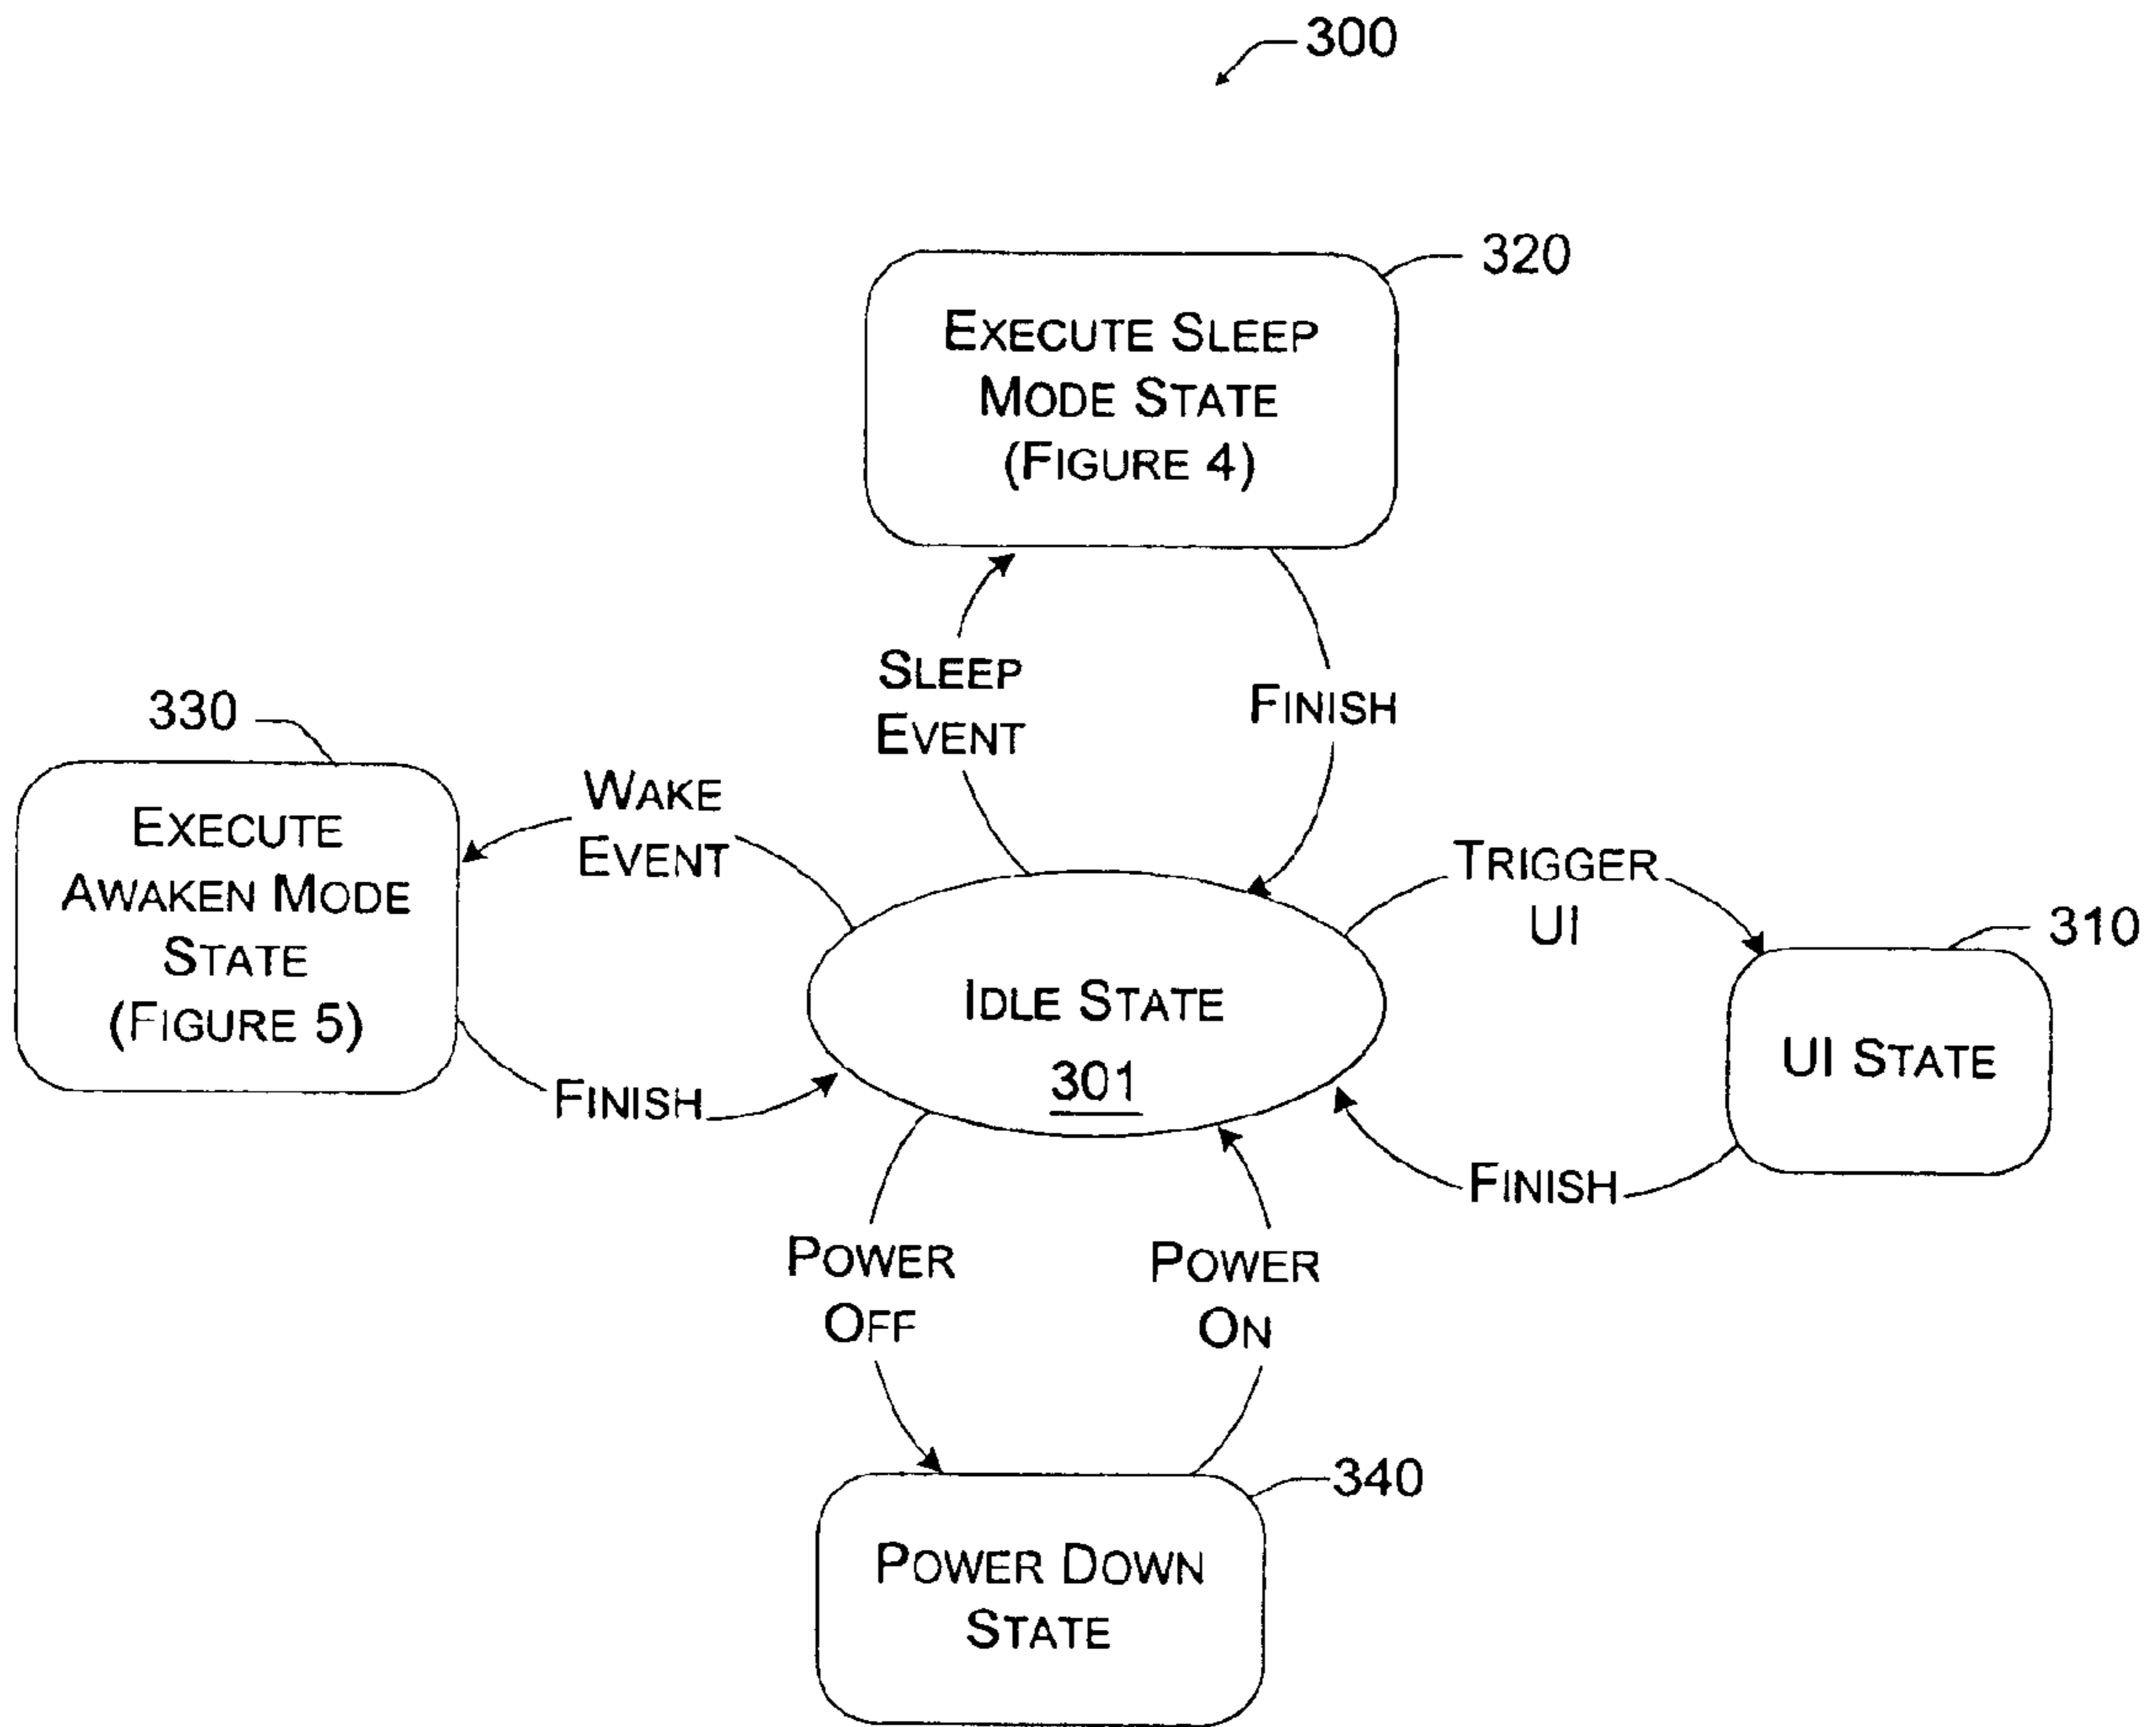 300
320
EXECUTE SLEEP
MODE STATE
(FIGURE 4)
SLEEP
EVENT
FINISH
330
EXECUTE
AWAKEN MODE
STATE
(FIGURE 5)
WAKE
EVENT
FINISH
IDLE STATE
301
TRIGGER
UI
310
UI STATE
FINISH
POWER
OFF
POWER
ON
340
POWER DOWN
STATE